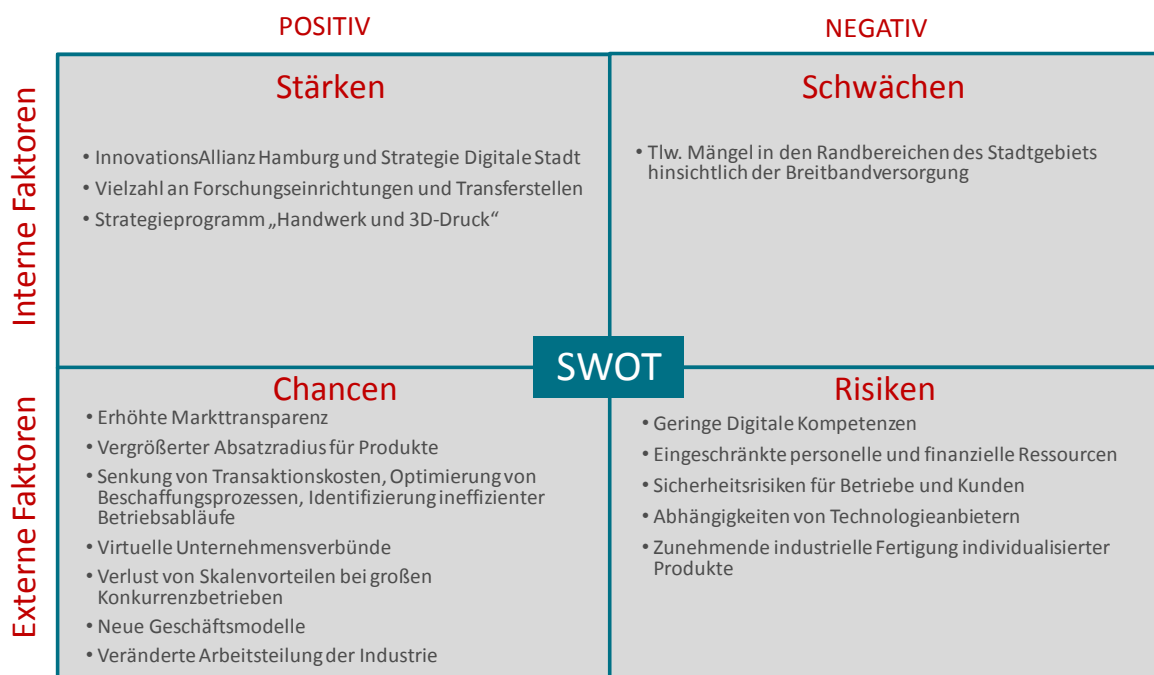 POSITIV
NEGATIV
Interne Faktoren
Stärken
• InnovationsAllianz Hamburg und Strategie Digitale Stadt
• Vielzahl an Forschungseinrichtungen und Transferstellen
• Strategieprogramm „Handwerk und 3D-Druck“
Schwächen
• Tlw. Mängel in den Randbereichen des Stadtgebiets
hinsichtlich der Breitbandversorgung
SWOT
Externe Faktoren
Chancen
• Erhöhte Markttransparenz
• Vergrößerter Absatzradius für Produkte
• Senkung von Transaktionskosten, Optimierung von
Beschaffungsprozessen, Identifizierung ineffizienter
Betriebsabläufe
• Virtuelle Unternehmensverbünde
• Verlust von Skalenvorteilen bei großen
Konkurrenzbetrieben
• Neue Geschäftsmodelle
• Veränderte Arbeitsteilung der Industrie
Risiken
• Geringe Digitale Kompetenzen
• Eingeschränkte personelle und finanzielle Ressourcen
• Sicherheitsrisiken für Betriebe und Kunden
• Abhängigkeiten von Technologieanbietern
• Zunehmende industrielle Fertigung individualisierter
Produkte